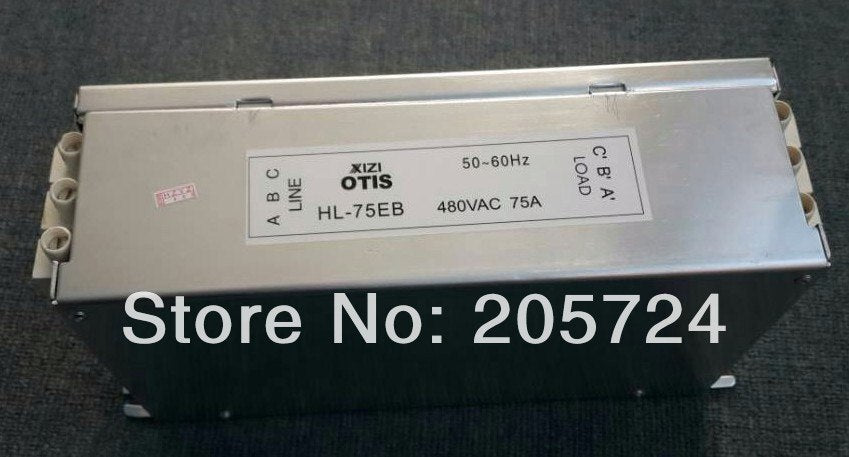 A B C
LINE
XIZI
OTIS
HL-75EB
50~60Hz
480VAC 75A
C' B' A'
LOAD
Store No: 205724